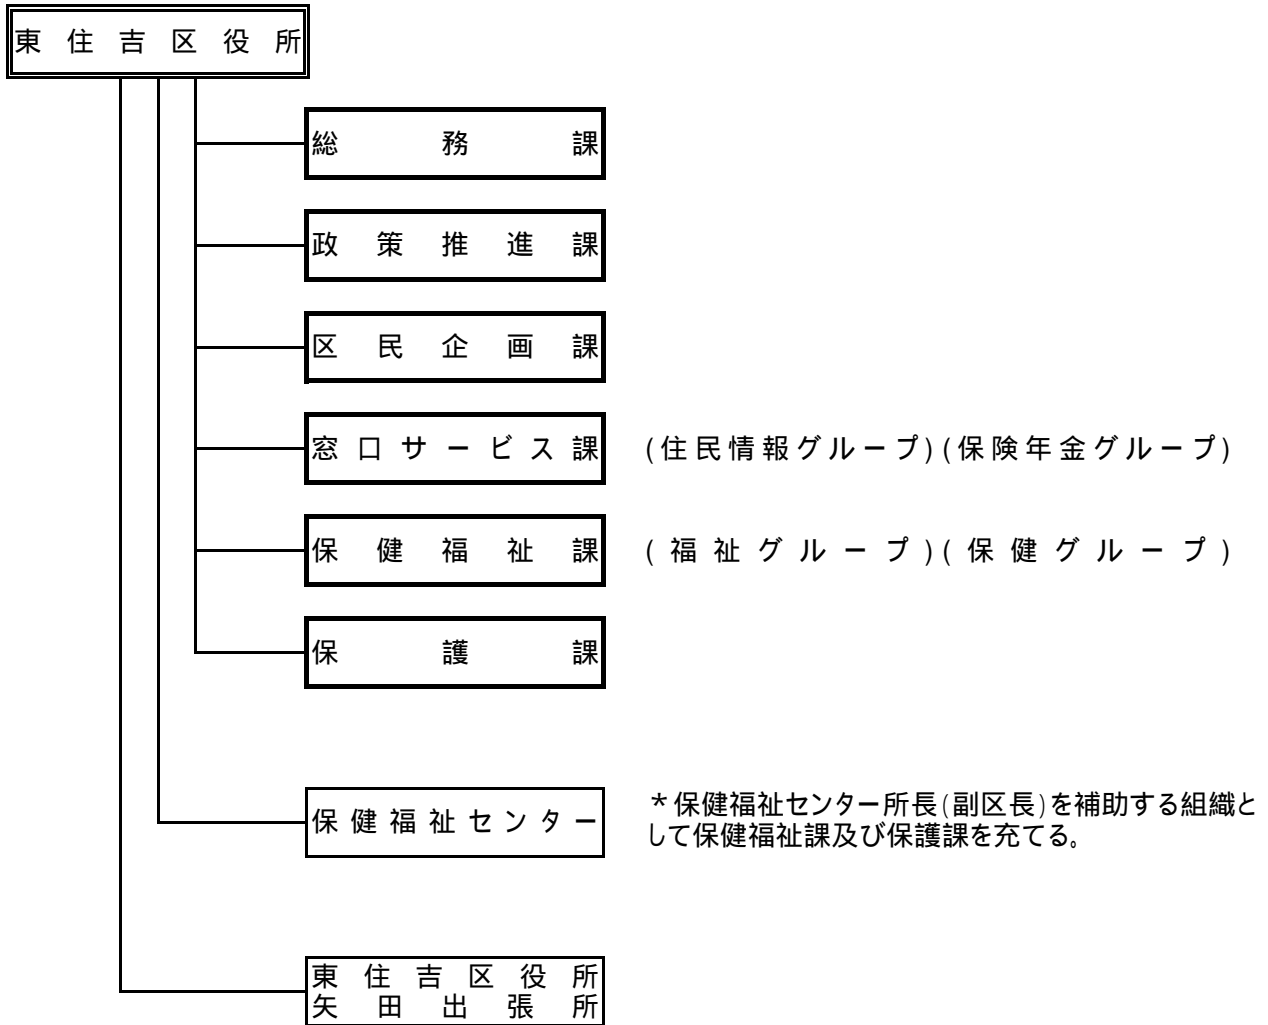 東住吉区役所
総務課
政策推進課
区民企画課
窓口サービス課 (住民情報グループ)(保険年金グループ)
保健福祉課 (福祉グループ)(保健グループ)
保護課
保健福祉センター
*保健福祉センター所長(副区長)を補助する組織と
して保健福祉課及び保護課を充てる。
東住吉区役所
矢田出張所